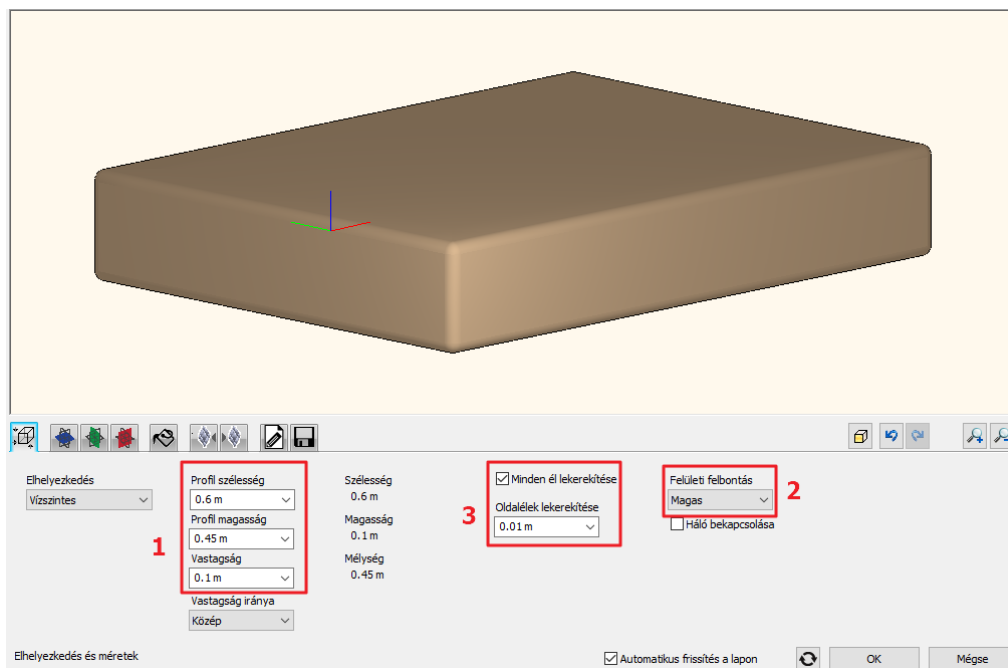 Elhelyezkedés
Vízszintes
Profil szélesség
0.6 m
Profil magasság
0.45 m
Vastagság
0.1 m
Vastagság iránya
Közép
1
Szélesség
0.6 m
Magasság
0.1 m
Mélység
0.45 m
Minden él lekerekítése
Oldalélek lekerekítése
0.01 m
3
Felületi felbontás
Magas
2
Háló bekapcsolása
Elhelyezkedés és méretek
Automatikus frissítés a lapon
OK
Mégse